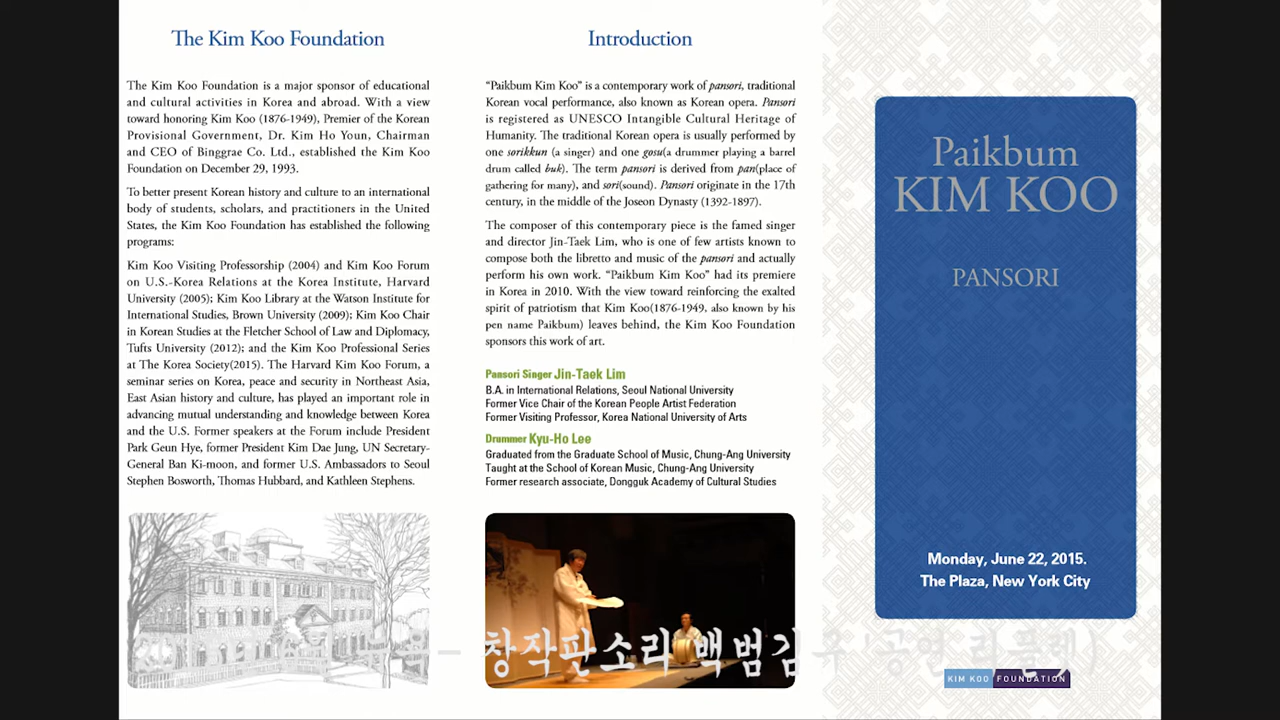 The Kim Koo Foundation
The Kim Koo Foundation is a major sponsor of educational
and cultural activities in Korea and abroad. With a view
toward honoring Kim Koo (1876-1949), Premier of the Korean
Provisional Government, Dr. Kim Ho Youn, Chairman
and CEO of Binggrae Co. Ltd., established the Kim Koo
Foundation on December 29, 1993.
To better present Korean history and culture to an international
body of students, scholars, and practitioners in the United
States, the Kim Koo Foundation has established the following
programs:
Kim Koo Visiting Professorship (2004) and Kim Koo Forum
on U.S.-Korea Relations at the Korea Institute, Harvard
University (2005); Kim Koo Library at the Watson Institute for
International Studies, Brown University (2009); Kim Koo Chair
in Korean Studies at the Fletcher School of Law and Diplomacy,
Tufts University (2012); and the Kim Koo Professional Series
at The Korea Society(2015). The Harvard Kim Koo Forum, a
seminar series on Korea, peace and security in Northeast Asia,
East Asian history and culture, has played an important role in
advancing mutual understanding and knowledge between Korea
and the U.S. Former speakers at the Forum include President
Park Geun Hye, former President Kim Dae Jung, UN Secretary-
General Ban Ki-moon, and former U.S. Ambassadors to Seoul
Stephen Bosworth, Thomas Hubbard, and Kathleen Stephens.
Introduction
“Paikbum Kim Koo” is a contemporary work of pansori, traditional
Korean vocal performance, also known as Korean opera. Pansori
is registered as UNESCO Intangible Cultural Heritage of
Humanity. The traditional Korean opera is usually performed by
one sorikkun (a singer) and one gosu(a drummer playing a barrel
drum called buk). The term pansori is derived from pan(place of
gathering for many), and sori(sound). Pansori originate in the 17th
century, in the middle of the Joseon Dynasty (1392-1897).
The composer of this contemporary piece is the famed singer
and director Jin-Taek Lim, who is one of few artists known to
compose both the libretto and music of the pansori and actually
perform his own work. “Paikbum Kim Koo” had its premiere
in Korea in 2010. With the view toward reinforcing the exalted
spirit of patriotism that Kim Koo(1876-1949, also known by his
pen name Paikbum) leaves behind, the Kim Koo Foundation
sponsors this work of art.
Pansori Singer Jin-Taek Lim
B.A. in International Relations, Seoul National University
Former Vice Chair of the Korean People Artist Federation
Former Visiting Professor, Korea National University of Arts
Drummer Kyu-Ho Lee
Graduated from the Graduate School of Music, Chung-Ang University
Taught at the School of Korean Music, Chung-Ang University
Former research associate, Dongguk Academy of Cultural Studies
Paikbum
KIM KOO
PANSORI
Monday, June 22, 2015.
The Plaza, New York City
창작판소리 백범김구
KIM KOO FOUNDATION